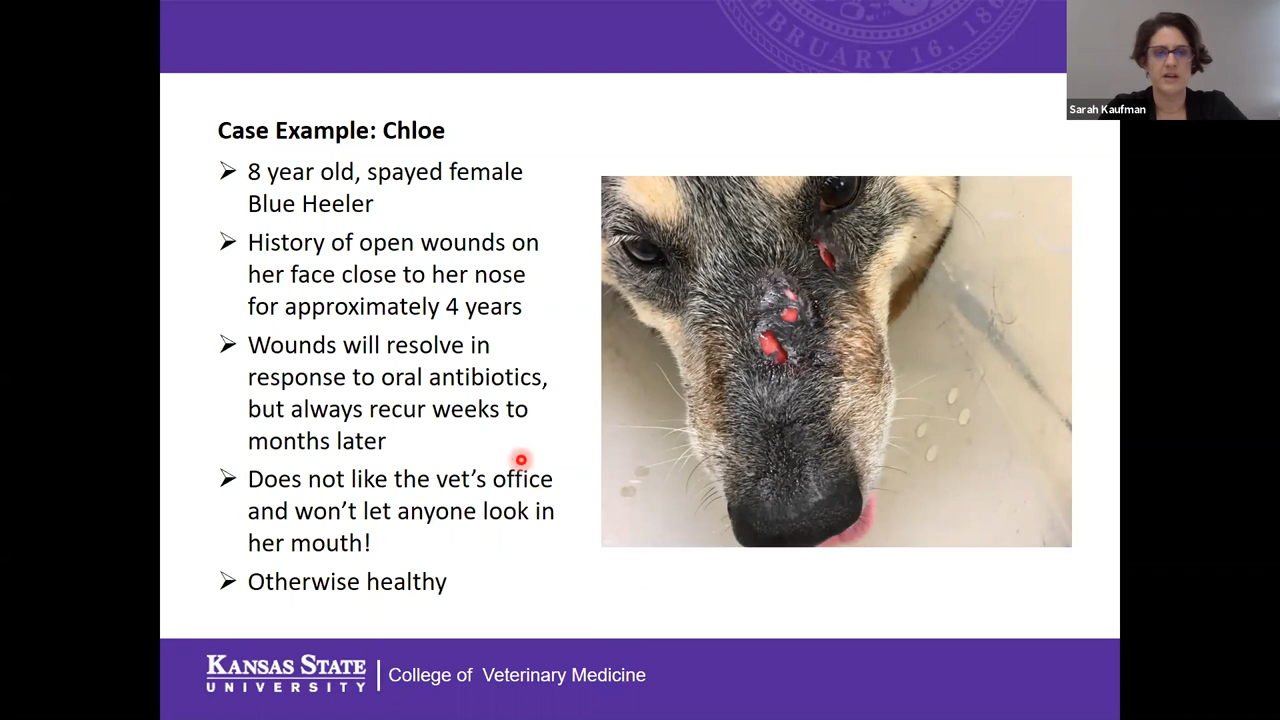 FEBRUARY 16, 186
Sarah Kaufman
Case Example: Chloe
8 year old, spayed female
Blue Heeler
History of open wounds on
her face close to her nose
for approximately 4 years
Wounds will resolve in
response to oral antibiotics,
but always recur weeks to
months later
Does not like the vet’s office
and won’t let anyone look in
her mouth!
Otherwise healthy
KANSAS STATE
UNIVERSITY
College of Veterinary Medicine